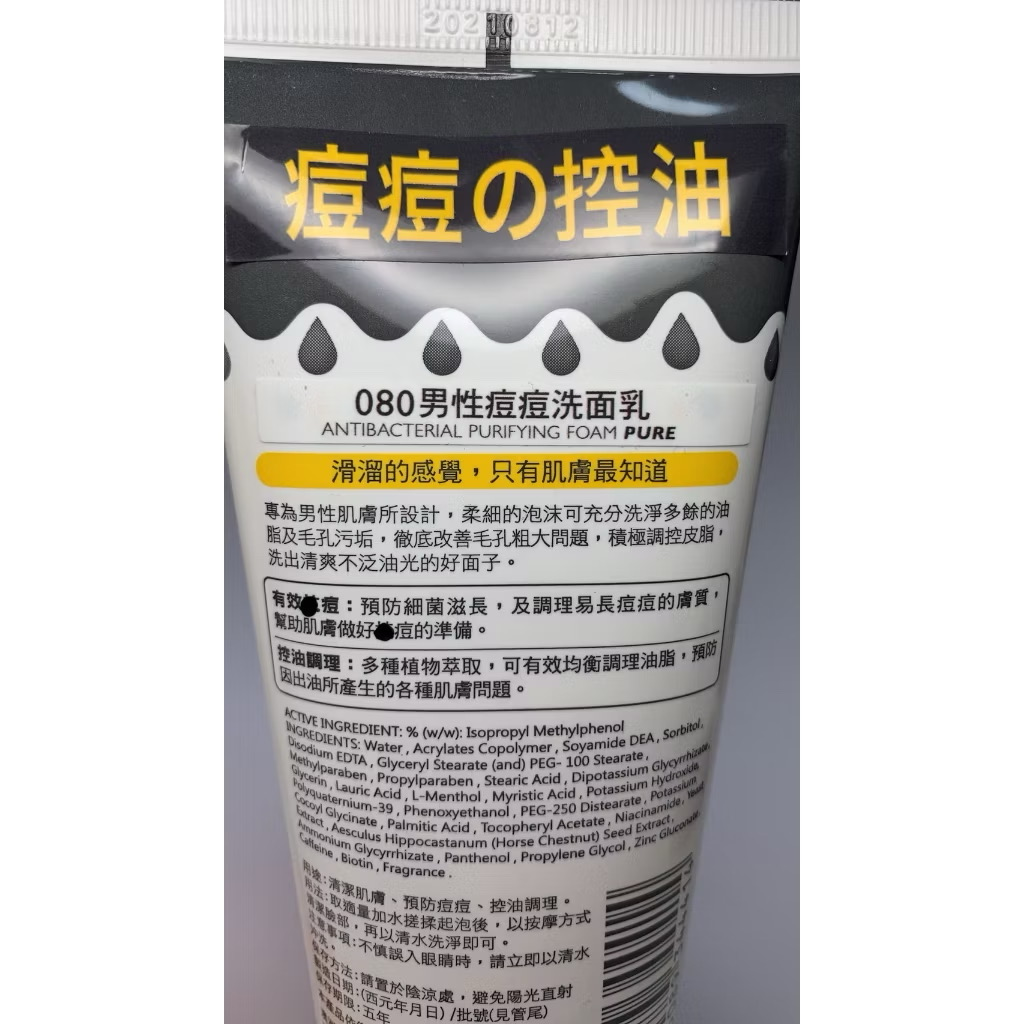 20210812
痘痘の控油
080男性痘痘洗面乳
ANTIBACTERIAL PURIFYING FOAM PURE
滑溜的感覺，只有肌膚最知道
專為男性肌膚所設計，柔細的泡沫可充分洗淨多餘的油
脂及毛孔污垢，徹底改善毛孔粗大問題，積極調控皮脂，
洗出清爽不泛油光的好面子。
有效痘：預防細菌滋長，及調理易長痘痘的膚質，
幫助肌膚做好痘的準備。
控油調理：多種植物萃取，可有效均衡調理油脂，預防
因出油所產生的各種肌膚問題。
ACTIVE INGREDIENT: % (w/w): Isopropyl Methylphenol
INGREDIENTS: Water , Acrylates Copolymer , Soyamide DEA , Sorbitol ,
Disodium EDTA , Glyceryl Stearate (and) PEG- 100 Stearate ,
Methylparaben , Propylparaben , Stearic Acid , Dipotassium Glycyrrhizate,
Glycerin , Lauric Acid , L-Menthol , Myristic Acid , Potassium Hydroxide,
Polyquaternium-39 , Phenoxyethanol , PEG-250 Distearate , Potassium
Cocoyl Glycinate , Palmitic Acid , Tocopheryl Acetate , Niacinamide , Yeast
Extract , Aesculus Hippocastanum (Horse Chestnut) Seed Extract ,
Ammonium Glycyrrhizate , Panthenol , Propylene Glycol , Zinc Gluconate,
Caffeine , Biotin , Fragrance .
用途：清潔肌膚、預防痘痘、控油調理。
用法：取適量加水搓揉起泡後，以按摩方式
清潔臉部，再以清水洗淨即可。
注意事項：不慎誤入眼睛時，請立即以清水
沖洗。
保存方法：請置於陰涼處，避免陽光直射
製造日期：(西元年月日) /批號(見管尾)
保存期限：五年